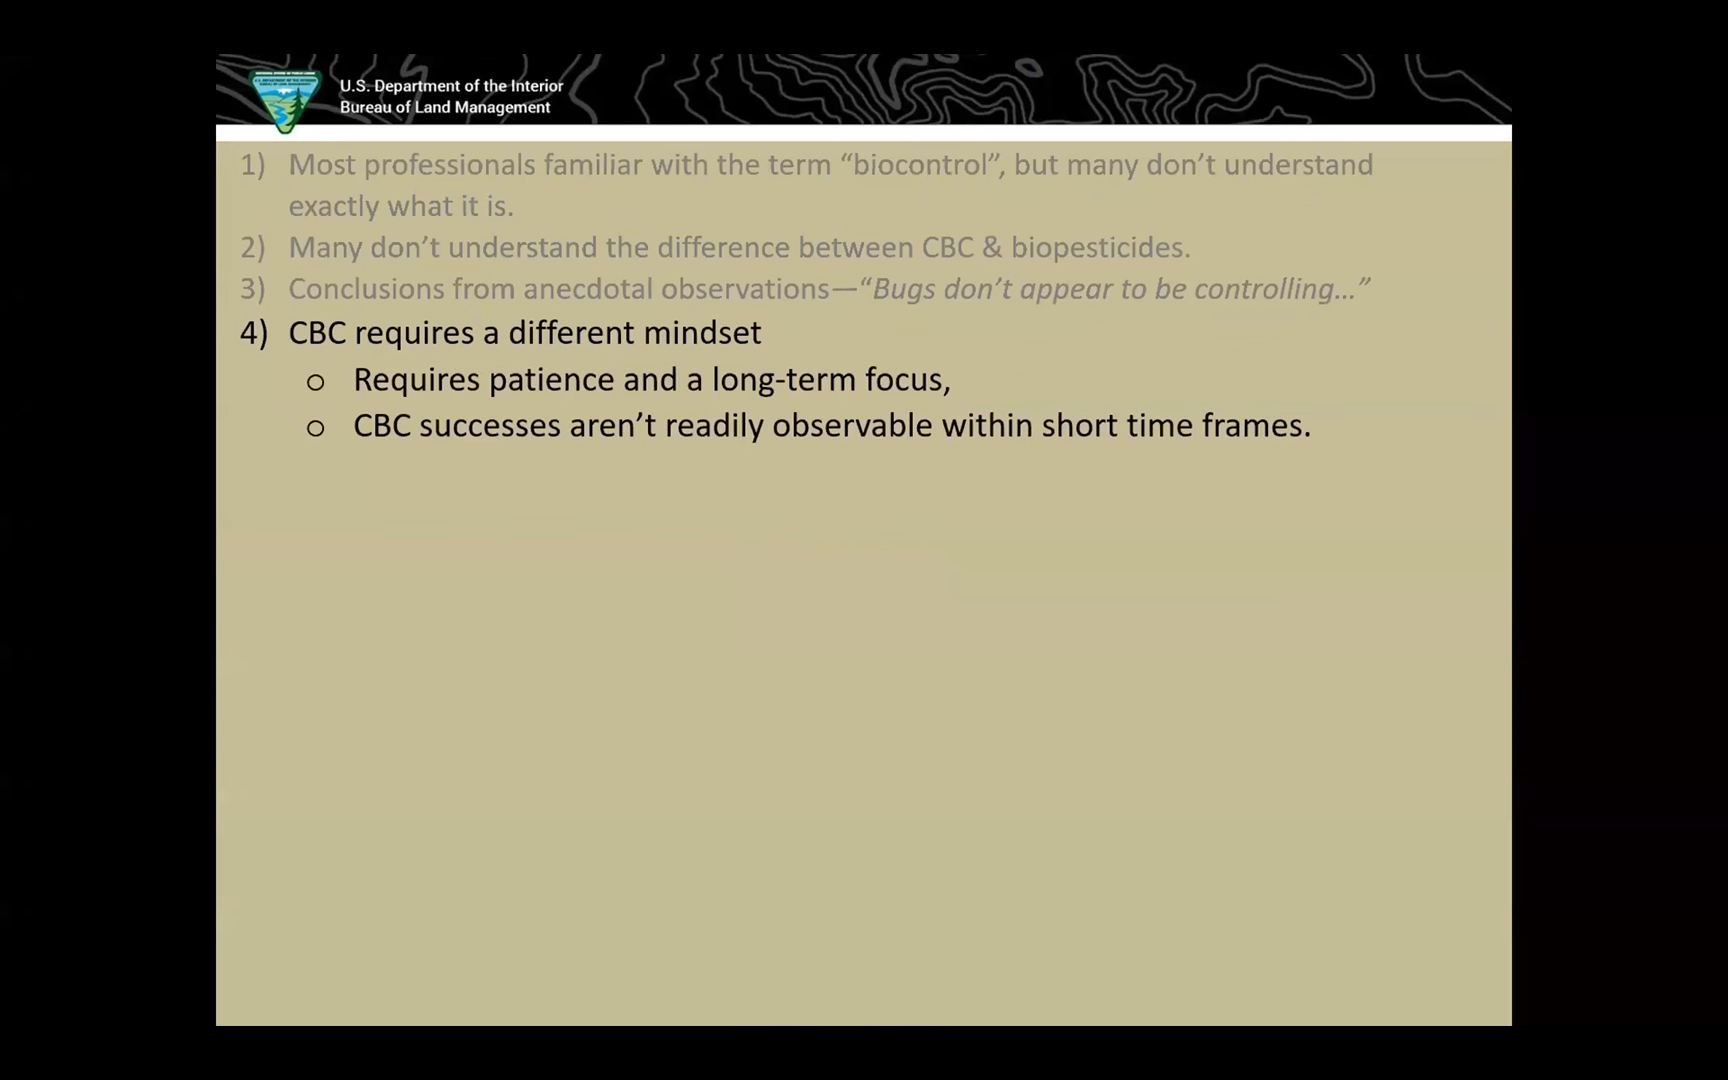 U.S. Department of the Interior
Bureau of Land Management
1) Most professionals familiar with the term “biocontrol”, but many don’t understand
exactly what it is.
2) Many don’t understand the difference between CBC & biopesticides.
3) Conclusions from anecdotal observations—“Bugs don’t appear to be controlling…”
4) CBC requires a different mindset
o Requires patience and a long-term focus,
o CBC successes aren’t readily observable within short time frames.